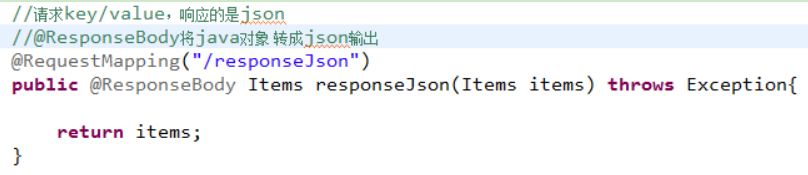 //请求key/value，响应的是json
//@ResponseBody将java对象 转成json输出
@RequestMapping("/responseJson")
public @ResponseBody Items responseJson(Items items) throws Exception{
return items;
}